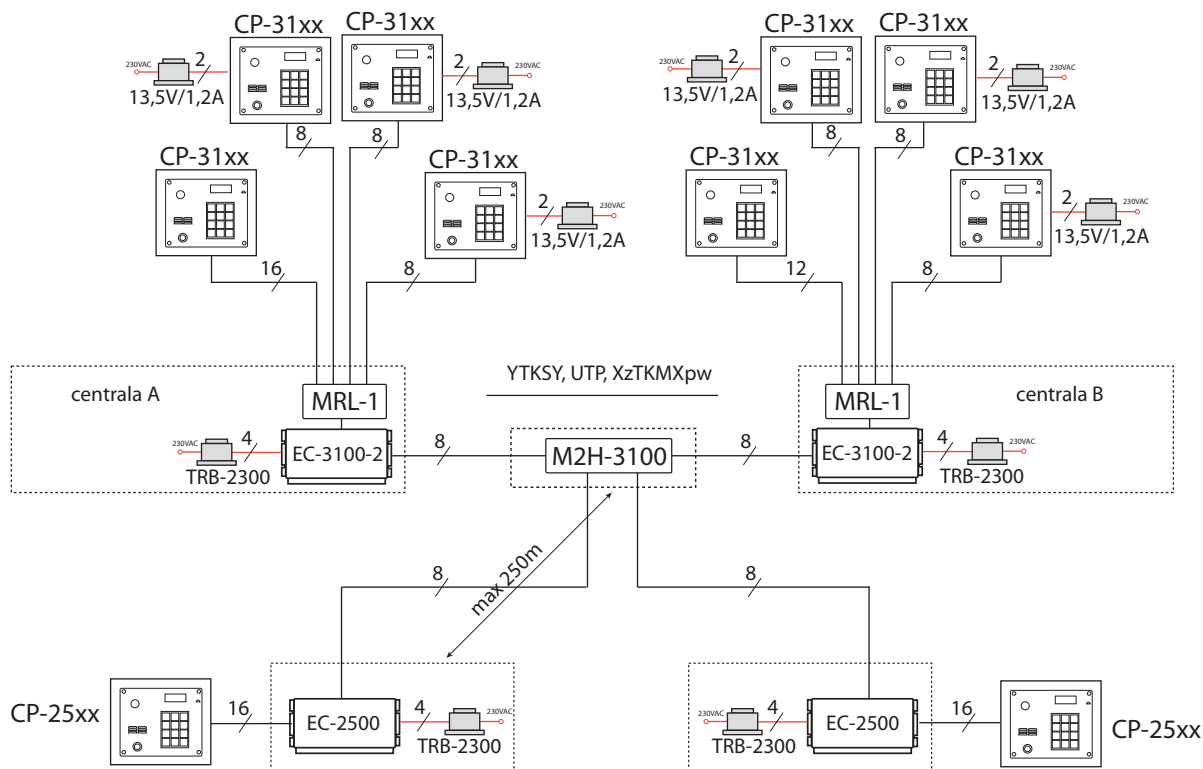 CP-31xx
CP-31xx
CP-31xx
CP-31xx
230VAC
2
2
230VAC
230VAC
2
2
230VAC
13,5V/1,2A
13,5V/1,2A
13,5V/1,2A
13,5V/1,2A
8
8
8
8
CP-31xx
CP-31xx
CP-31xx
CP-31xx
2
230VAC
2
230VAC
13,5V/1,2A
13,5V/1,2A
16
8
12
8
centrala A
MRL-1
YTKSY, UTP, XzTKMXpw
MRL-1
centrala B
230VAC
4
EC-3100-2
8
M2H-3100
8
EC-3100-2
4
230VAC
TRB-2300
TRB-2300
8
max 250m
8
CP-25xx
16
EC-2500
4
230VAC
TRB-2300
230VAC
4
EC-2500
16
CP-25xx
TRB-2300